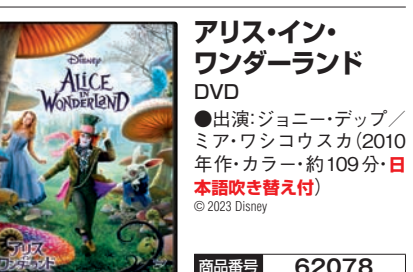 Disney
ALICE
IN
WONDERLAND
アリス
イン
ワンダーランド
アリス・イン・
ワンダーランド
DVD
●出演:ジョニー・デップ／
ミア・ワシコウスカ(2010
年作・カラー・約109分・日
本語吹き替え付)
© 2023 Disney
商品番号 62078